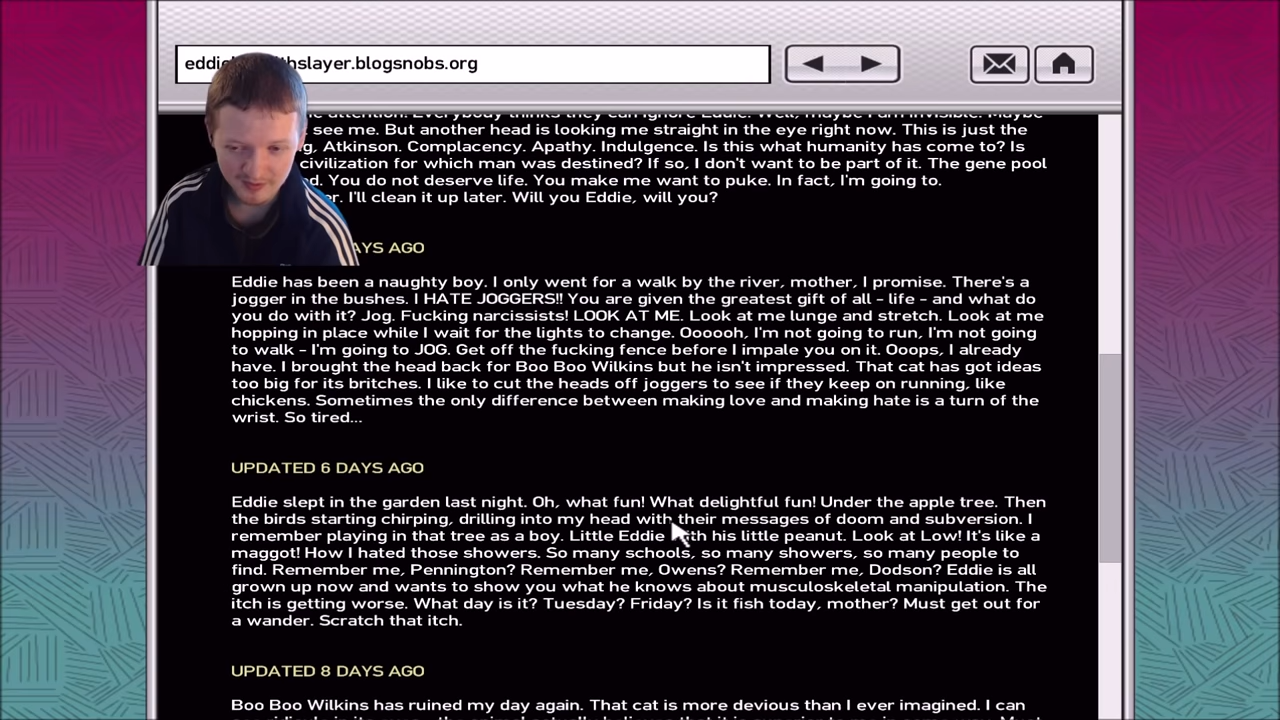 eddie hslayer.blogsnobs.org
attention. Everybody thinks they can ignore Eddie. Well, maybe I am invisible. Maybe
see me. But another head is looking me straight in the eye right now. This is just the
Atkinson. Complacency. Apathy. Indulgence. Is this what humanity has come to? Is
civilization for which man was destined? If so, I don't want to be part of it. The gene pool
d. You do not deserve life. You make me want to puke. In fact, I'm going to.
I'll clean it up later. Will you Eddie, will you?
AYS AGO
Eddie has been a naughty boy. I only went for a walk by the river, mother, I promise. There's a
jogger in the bushes. I HATE JOGGERS!! You are given the greatest gift of all - life - and what do
you do with it? Jog. Fucking narcissists! LOOK AT ME. Look at me lunge and stretch. Look at me
hopping in place while I wait for the lights to change. Oooooh, I'm not going to run, I'm not going
to walk - I'm going to JOG. Get off the fucking fence before I impale you on it. Ooops, I already
have. I brought the head back for Boo Boo Wilkins but he isn't impressed. That cat has got ideas
too big for its britches. I like to cut the heads off joggers to see if they keep on running, like
chickens. Sometimes the only difference between making love and making hate is a turn of the
wrist. So tired...
UPDATED 6 DAYS AGO
Eddie slept in the garden last night. Oh, what fun! What delightful fun! Under the apple tree. Then
the birds starting chirping, drilling into my head with their messages of doom and subversion. I
remember playing in that tree as a boy. Little Eddie with his little peanut. Look at Low! It's like a
maggot! How I hated those showers. So many schools, so many showers, so many people to
find. Remember me, Pennington? Remember me, Owens? Remember me, Dodson? Eddie is all
grown up now and wants to show you what he knows about musculoskeletal manipulation. The
itch is getting worse. What day is it? Tuesday? Friday? Is it fish today, mother? Must get out for
a wander. Scratch that itch.
UPDATED 8 DAYS AGO
Boo Boo Wilkins has ruined my day again. That cat is more devious than I ever imagined. I can